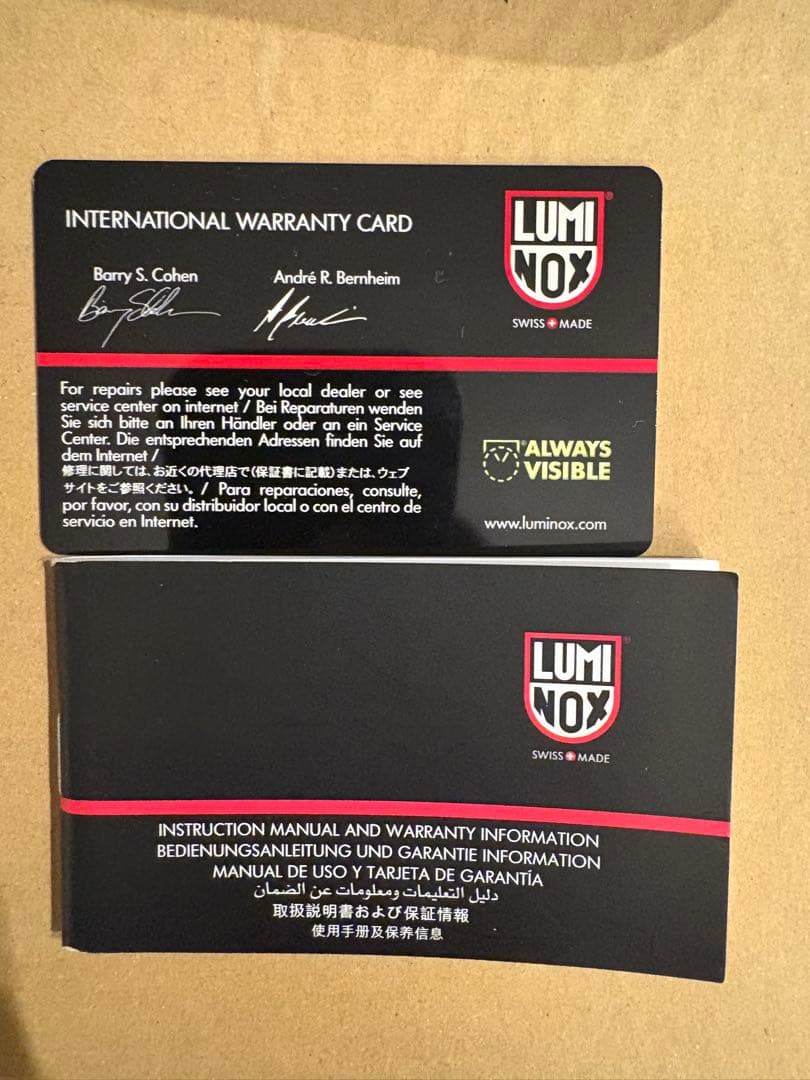 INTERNATIONAL WARRANTY CARD
Barry S. Cohen
André R. Bernheim
LUMI
NOX
®
SWISS MADE
For repairs please see your local dealer or see
service center on internet / Bei Reparaturen wenden
Sie sich bitte an Ihren Händler oder an ein Service
Center. Die entsprechenden Adressen finden Sie auf
dem Internet /
修理に関しては、お近くの代理店で(保証書に記載)または、ウェブ
サイトをご参照ください。 / Para reparaciones, consulte,
por favor, con su distribuidor local o con el centro de
servicio en Internet.
ALWAYS
VISIBLE
www.luminox.com
LUMI
NOX
®
SWISS MADE
INSTRUCTION MANUAL AND WARRANTY INFORMATION
BEDIENUNGSANLEITUNG UND GARANTIE INFORMATION
MANUAL DE USO Y TARJETA DE GARANTÍA
دليل التعليمات ومعلومات عن الضمان
取扱説明書および保証情報
使用手册及保养信息